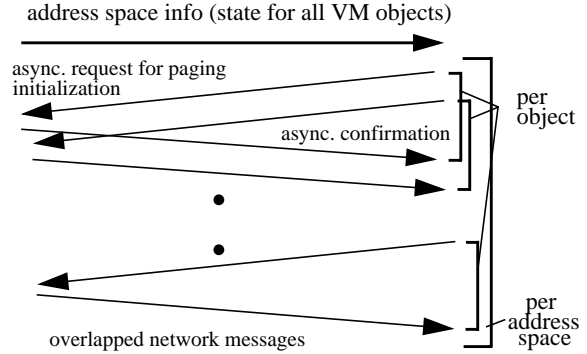 address space info (state for all VM objects)
async. request for paging
initialization
per
object
async. confirmation
per
address
space
overlapped network messages